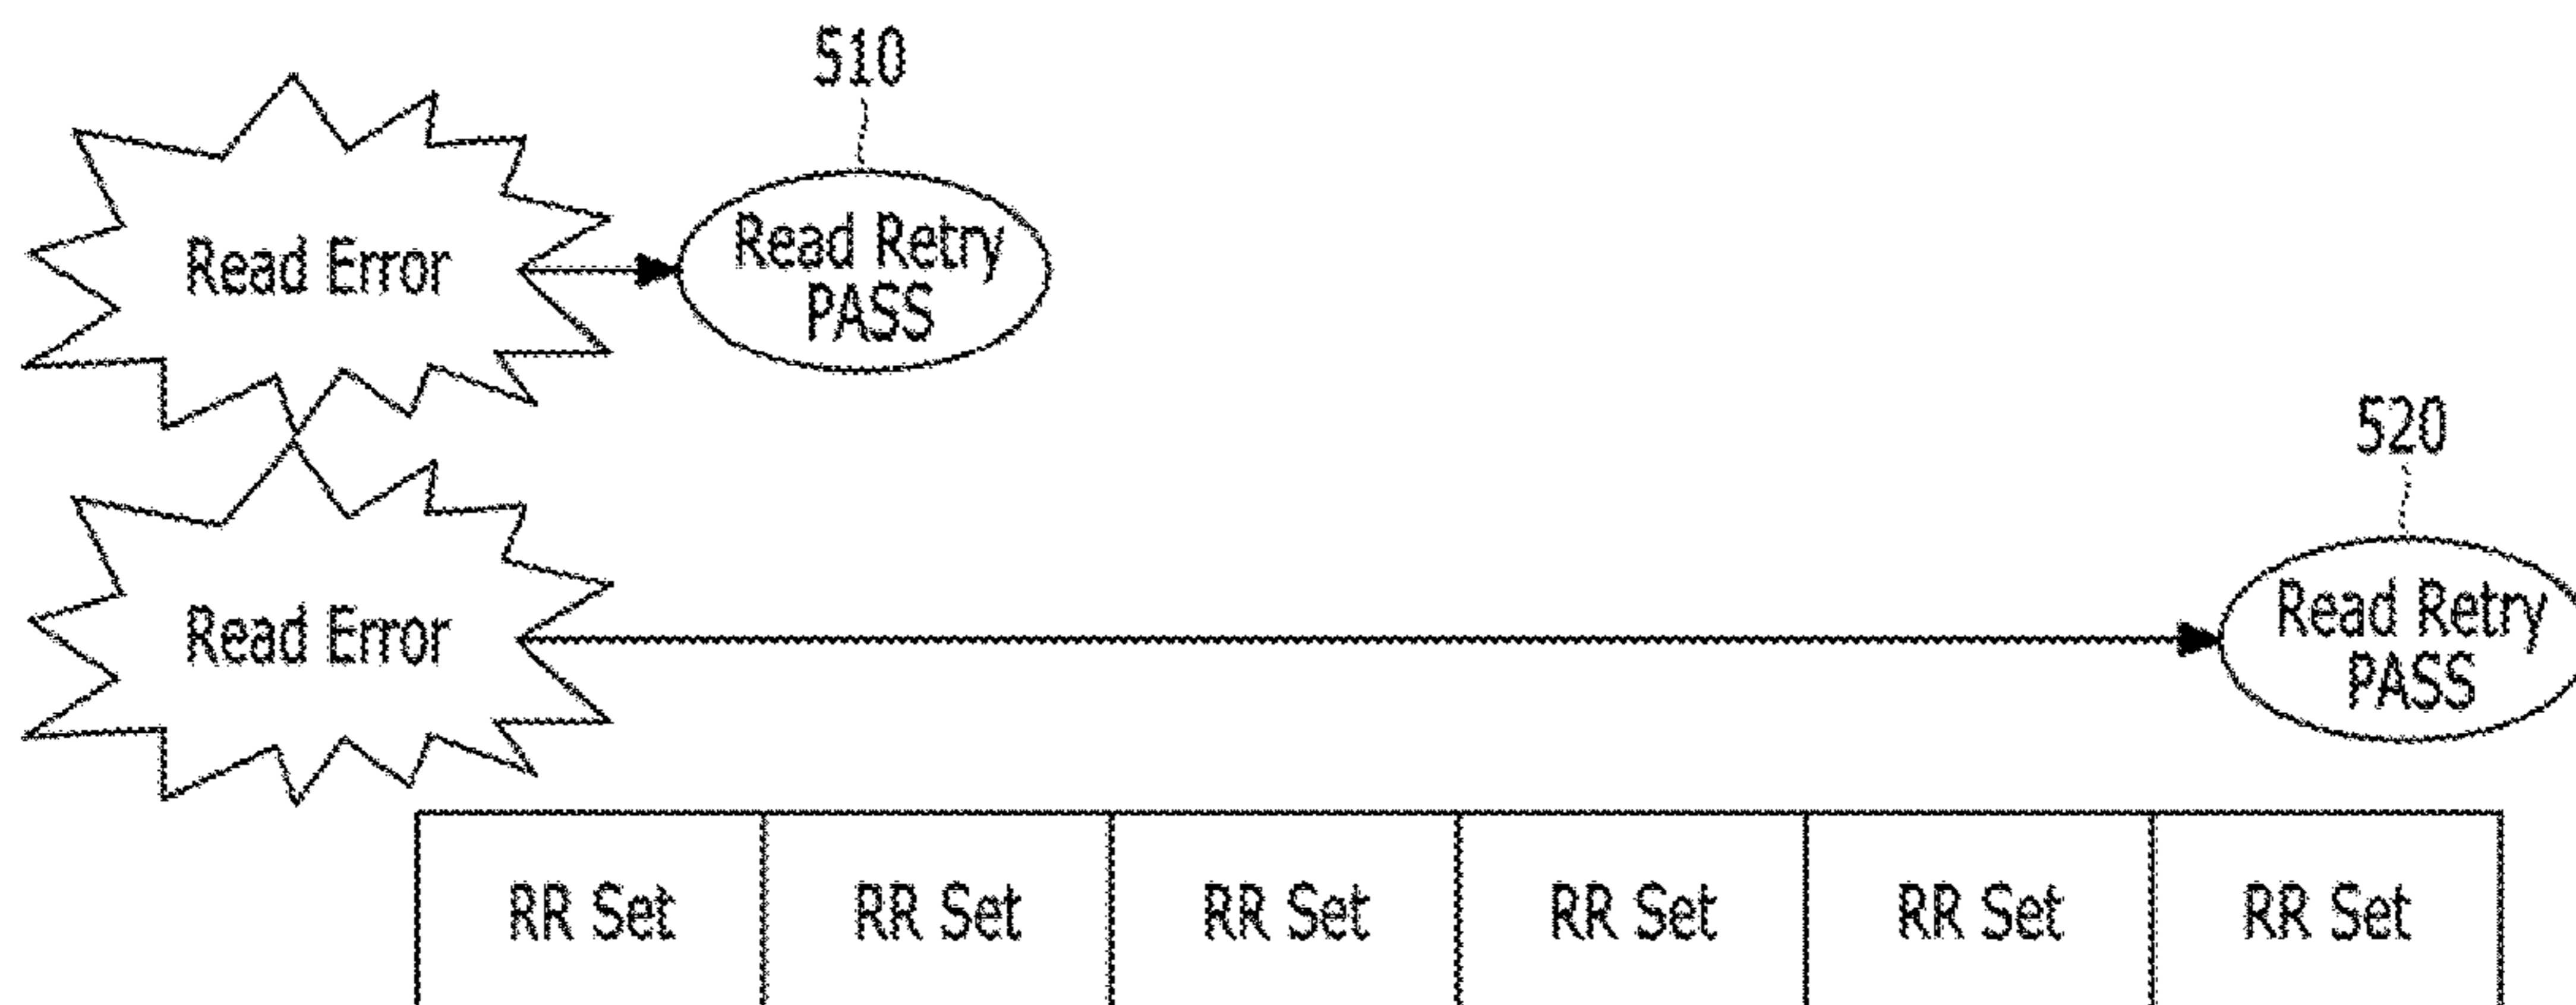 510
Read Error
Read Retry
PASS
520
Read Error
Read Retry
PASS
RR Set RR Set RR Set RR Set RR Set RR Set